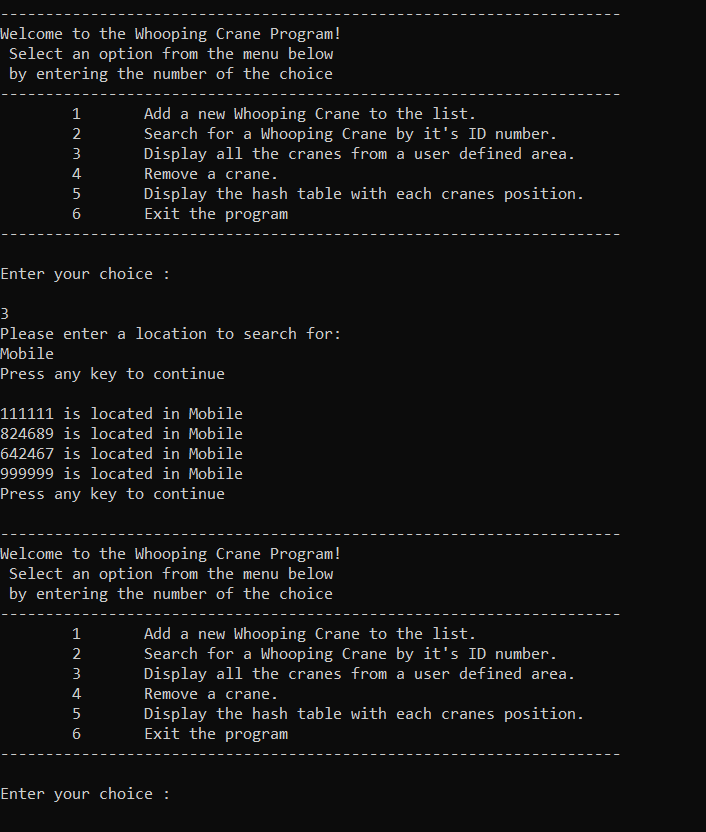 ---------------------------------------------------------------------
Welcome to the Whooping Crane Program!
 Select an option from the menu below
 by entering the number of the choice
---------------------------------------------------------------------
        1       Add a new Whooping Crane to the list.
        2       Search for a Whooping Crane by it's ID number.
        3       Display all the cranes from a user defined area.
        4       Remove a crane.
        5       Display the hash table with each cranes position.
        6       Exit the program
---------------------------------------------------------------------

Enter your choice :

3
Please enter a location to search for:
Mobile
Press any key to continue

111111 is located in Mobile
824689 is located in Mobile
642467 is located in Mobile
999999 is located in Mobile
Press any key to continue

---------------------------------------------------------------------
Welcome to the Whooping Crane Program!
 Select an option from the menu below
 by entering the number of the choice
---------------------------------------------------------------------
        1       Add a new Whooping Crane to the list.
        2       Search for a Whooping Crane by it's ID number.
        3       Display all the cranes from a user defined area.
        4       Remove a crane.
        5       Display the hash table with each cranes position.
        6       Exit the program
---------------------------------------------------------------------

Enter your choice :